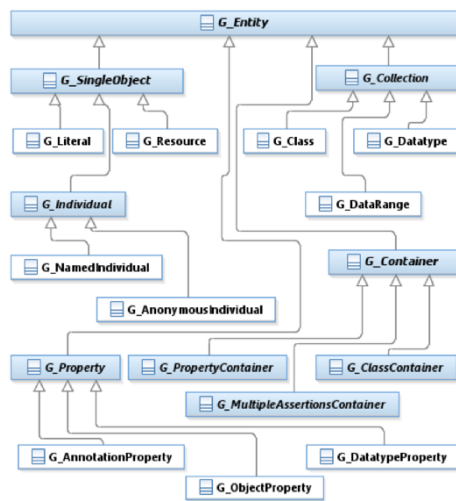 G_Entity
G_SingleObject
G_Collection
G_Literal
G_Resource
G_Class
G_Datatype
G_Individual
G_DataRange
G_NamedIndividual
G_Container
G_AnonymousIndividual
G_Property
G_PropertyContainer
G_ClassContainer
G_MultipleAssertionsContainer
G_AnnotationProperty
G_DatatypeProperty
G_ObjectProperty